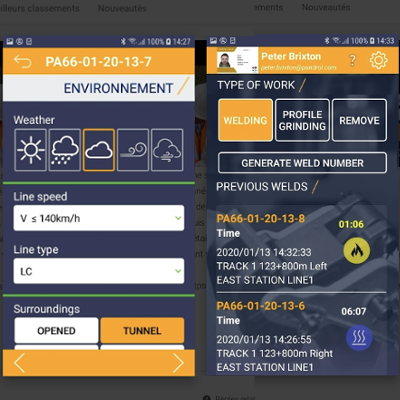 illeurs classements Nouveautés
ements Nouveautés
100% 14:27
PA66-01-20-13-7
ENVIRONNEMENT
Weather
Line speed
V ≤ 140km/h
Line type
LC
Surroundings
OPENED TUNNEL
100% 14:33
Peter Brixton
peter.brixton@pandrol.com
?
TYPE OF WORK
WELDING
PROFILE
GRINDING
REMOVE
GENERATE WELD NUMBER
PREVIOUS WELDS
PA66-01-20-13-8
Time
01:06
2020/01/13 14:32:33
TRACK 1 123+800m Left
EAST STATION LINE1
PA66-01-20-13-6
Time
06:07
2020/01/13 14:26:55
TRACK 1 123+800m Right
EAST STATION LINE1